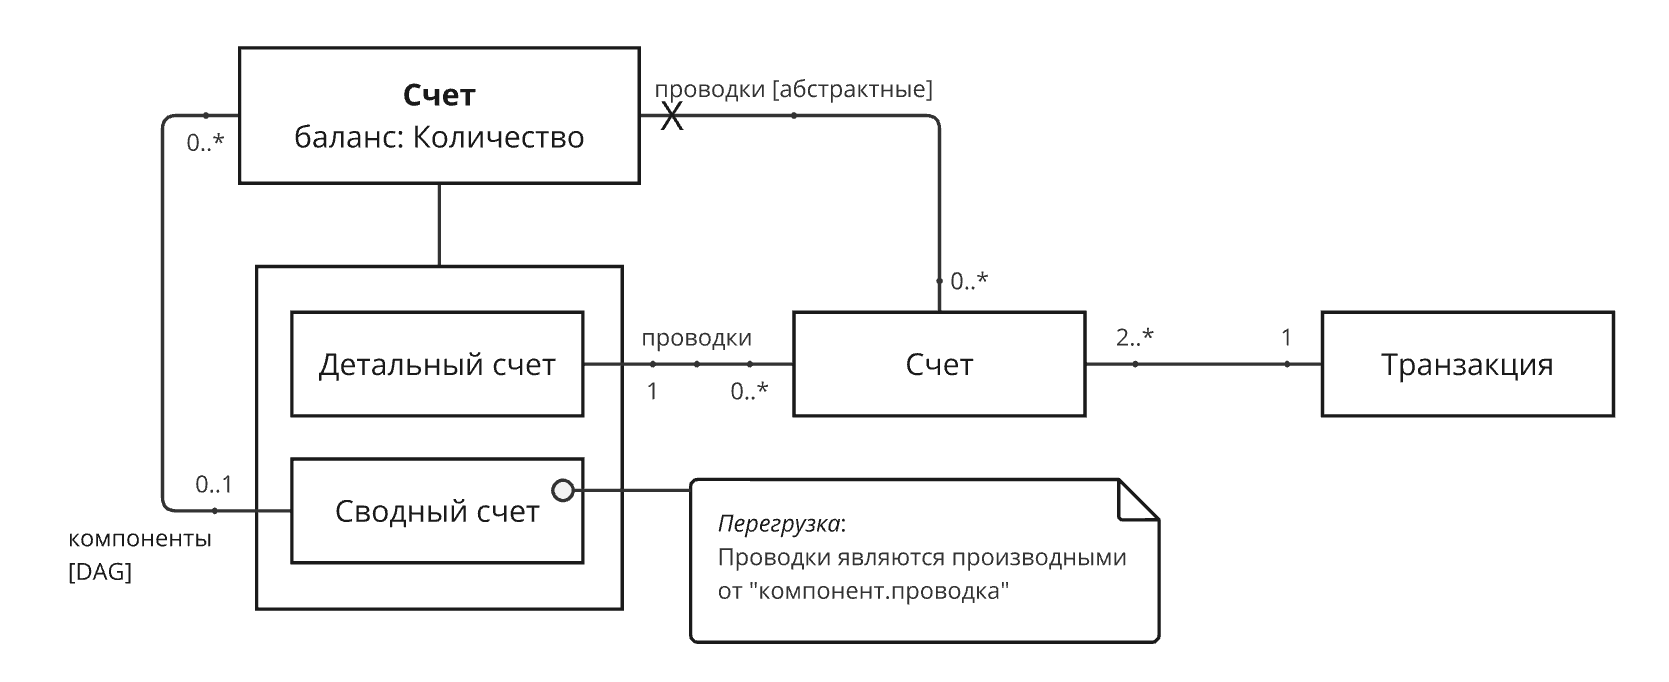 Счет
баланс: Количество
проводки [абстрактные]
X
0..*
0..*
Детальный счет
проводки
1
0..*
Счет
2..*
1
Транзакция
0..1
Сводный счет
компоненты
[DAG]
Перегрузка:
Проводки являются производными
от "компонент.проводка"